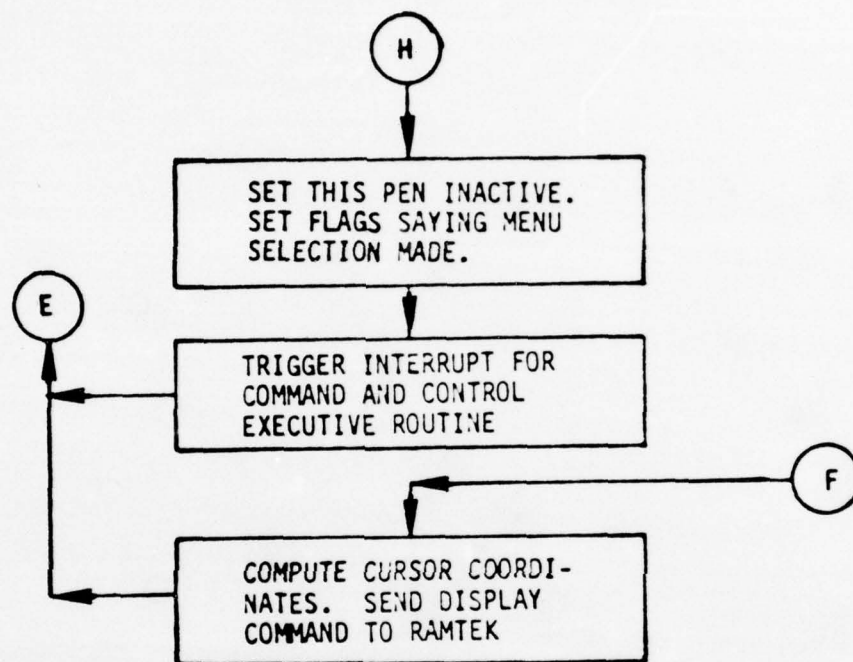 H
SET THIS PEN INACTIVE.
SET FLAGS SAYING MENU
SELECTION MADE.
E
TRIGGER INTERRUPT FOR
COMMAND AND CONTROL
EXECUTIVE ROUTINE
F
COMPUTE CURSOR COORDI-
NATES. SEND DISPLAY
COMMAND TO RAMTEK